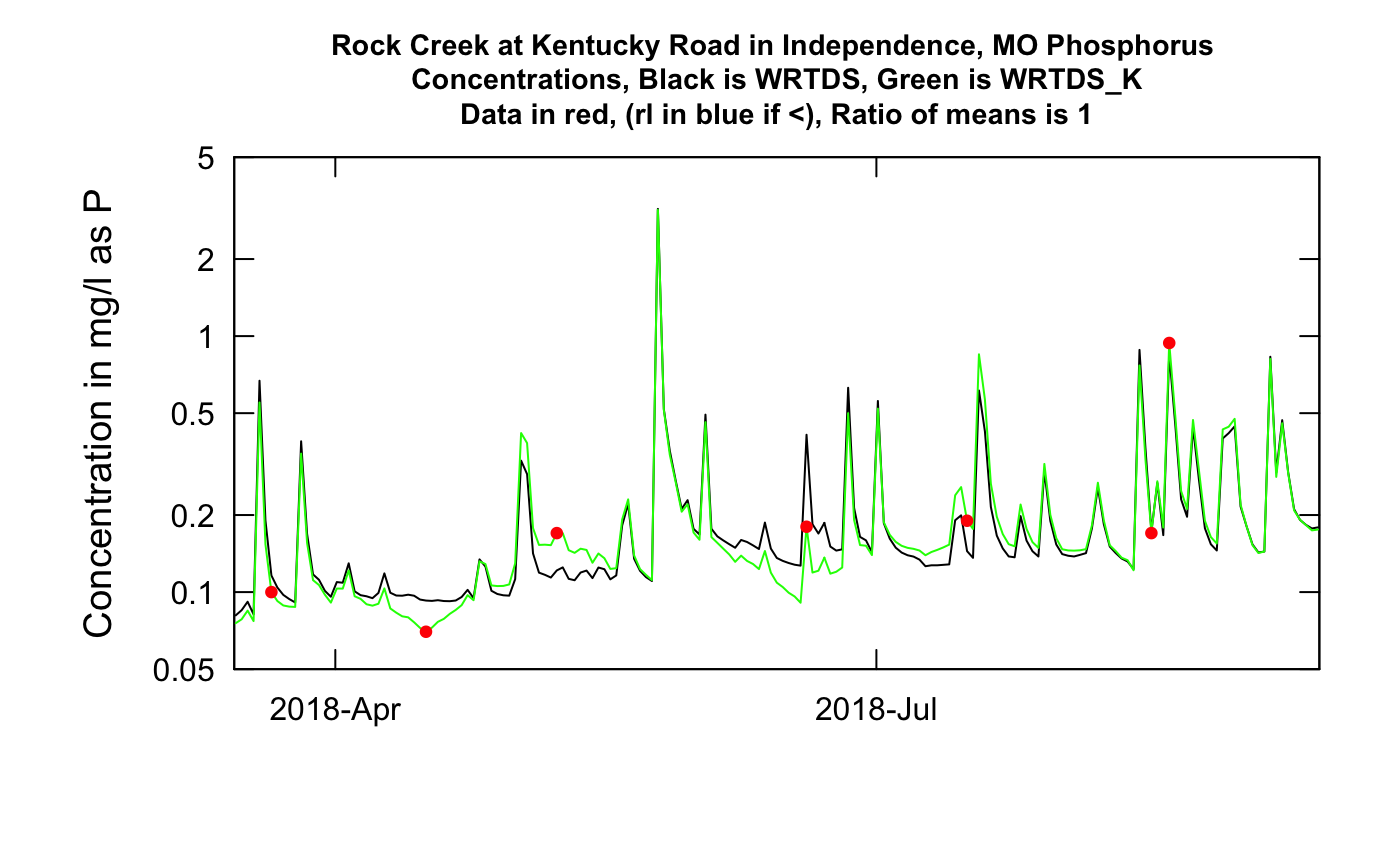 Rock Creek at Kentucky Road in Independence, MO Phosphorus
Concentrations, Black is WRTDS, Green is WRTDS_K
Data in red, (rl in blue if <), Ratio of means is 1
Concentration in mg/l as P
5
2
1
0.5
0.2
0.1
0.05
2018-Apr
2018-Jul